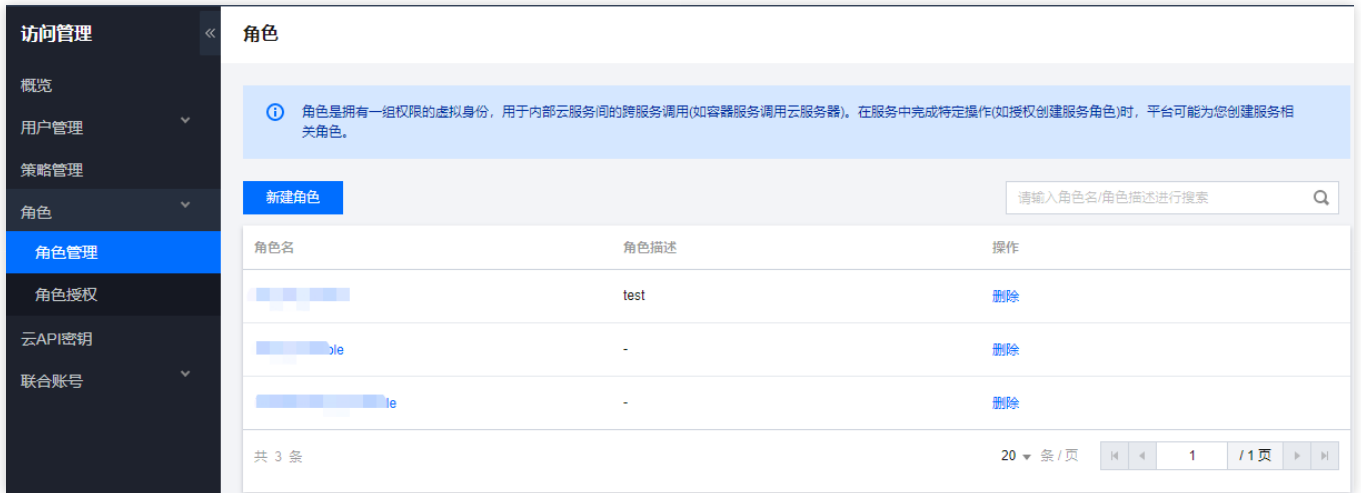 访问管理
«
角色
概览
用户管理
策略管理
角色
角色管理
角色授权
云API密钥
联合账号
角色是拥有一组权限的虚拟身份，用于内部云服务间的跨服务调用(如容器服务调用云服务器)。在服务中完成特定操作(如授权创建服务角色)时，平台可能为您创建服务相
关角色。
新建角色
请输入角色名/角色描述进行搜索
角色名 角色描述 操作
test 删除
- 删除
- 删除
共 3 条 20 条 / 页 1 / 1 页